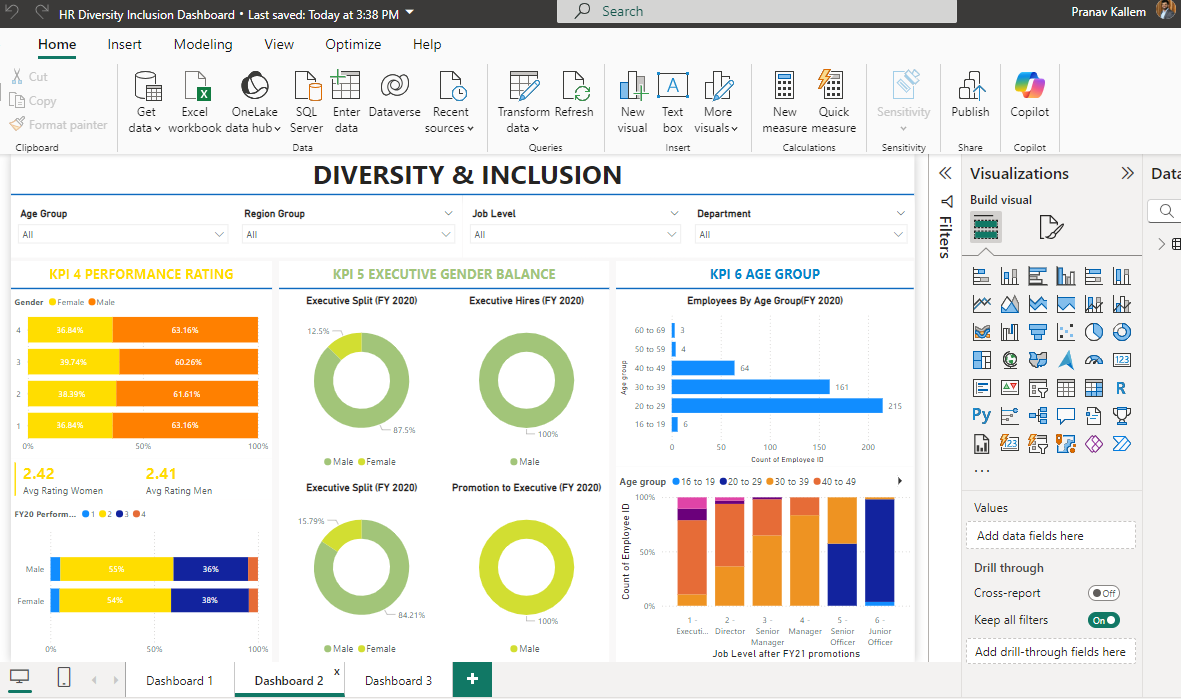 HR Diversity Inclusion Dashboard • Last saved: Today at 3:38 PM
Search
Pranav Kallem
Home Insert Modeling View Optimize Help
Cut
Copy
Format painter
Clipboard
Get data
Excel workbook
OneLake data hub
SQL Server
Enter data
Dataverse
Recent sources
Data
Transform data
Refresh
Queries
New visual
Text box
More visuals
Insert
New measure
Quick measure
Calculations
Sensitivity
Sensitivity
Publish
Share
Copilot
Copilot
DIVERSITY & INCLUSION
Age Group
All
Region Group
All
Job Level
All
Department
All
KPI 4 PERFORMANCE RATING
Gender Female Male
4 36.84% 63.16%
3 39.74% 60.26%
2 38.39% 61.61%
1 36.84% 63.16%
0% 50% 100%
2.42
Avg Rating Women
2.41
Avg Rating Men
FY20 Perform... 1 2 3 4
Male 55% 36%
Female 54% 38%
0% 50% 100%
KPI 5 EXECUTIVE GENDER BALANCE
Executive Split (FY 2020)
12.5%
87.5%
Male Female
Executive Hires (FY 2020)
100%
Male
Executive Split (FY 2020)
15.79%
84.21%
Male Female
Promotion to Executive (FY 2020)
100%
Male
KPI 6 AGE GROUP
Employees By Age Group(FY 2020)
Age group
60 to 69 3
50 to 59 4
40 to 49 64
30 to 39 161
20 to 29 215
16 to 19 6
0 50 100 150 200
Count of Employee ID
Age group 16 to 19 20 to 29 30 to 39 40 to 49
Count of Employee ID
100%
50%
0%
1 - Executi...
2 - Director
3 - Senior Manager
4 - Manager
5 - Senior Officer
6 - Junior Officer
Job Level after FY21 promotions
Filters
Visualizations
Build visual
123
R
Py
123
...
Values
Add data fields here
Drill through
Cross-report Off
Keep all filters On
Add drill-through fields here
Data
Dashboard 1
Dashboard 2 x
Dashboard 3
+